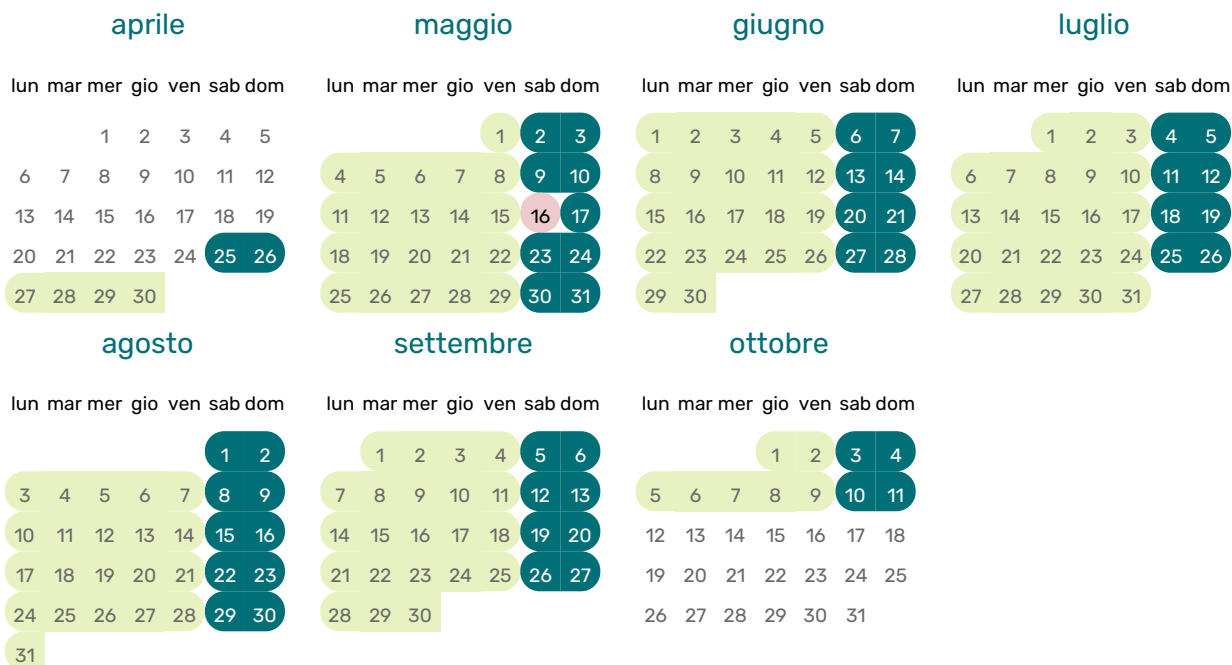 aprile maggio giugno luglio
lun mar mer gio ven sab dom lun mar mer gio ven sab dom lun mar mer gio ven sab dom lun mar mer gio ven sab dom
1 2 3 4 5 1 2 3 1 2 3 4 5 6 7 1 2 3 4 5
6 7 8 9 10 11 12 4 5 6 7 8 9 10 8 9 10 11 12 13 14 6 7 8 9 10 11 12
13 14 15 16 17 18 19 11 12 13 14 15 16 17 15 16 17 18 19 20 21 13 14 15 16 17 18 19
20 21 22 23 24 25 26 18 19 20 21 22 23 24 22 23 24 25 26 27 28 20 21 22 23 24 25 26
27 28 29 30 25 26 27 28 29 30 31 29 30 27 28 29 30 31
agosto settembre ottobre
lun mar mer gio ven sab dom lun mar mer gio ven sab dom lun mar mer gio ven sab dom
1 2 1 2 3 4 5 6 1 2 3 4
3 4 5 6 7 8 9 7 8 9 10 11 12 13 5 6 7 8 9 10 11
10 11 12 13 14 15 16 14 15 16 17 18 19 20 12 13 14 15 16 17 18
17 18 19 20 21 22 23 21 22 23 24 25 26 27 19 20 21 22 23 24 25
24 25 26 27 28 29 30 28 29 30 26 27 28 29 30 31
31